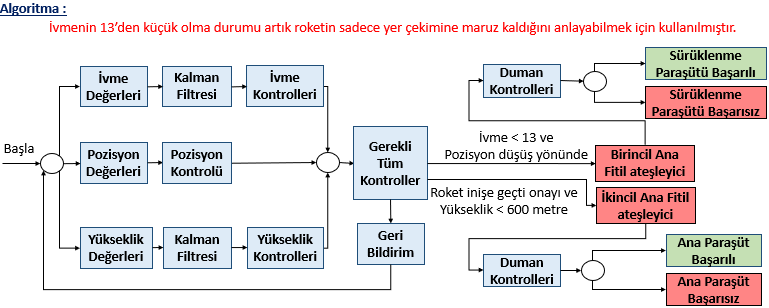 Algoritma :
İvmenin 13'den küçük olma durumu artık roketin sadece yer çekimine maruz kaldığını anlayabilmek için kullanılmıştır.
Başla
İvme
Değerleri
Kalman
Filtresi
İvme
Kontrolleri
Pozisyon
Değerleri
Pozisyon
Kontrolü
Yükseklik
Değerleri
Kalman
Filtresi
Yükseklik
Kontrolleri
Gerekli
Tüm
Kontroller
Geri
Bildirim
İvme < 13 ve
Pozisyon düşüş yönünde
Birincil Ana
Fitil ateşleyici
Duman
Kontrolleri
Sürüklenme
Paraşütü Başarılı
Sürüklenme
Paraşütü Başarısız
Roket inişe geçti onayı ve
Yükseklik < 600 metre
İkincil Ana Fitil
ateşleyici
Duman
Kontrolleri
Ana Paraşüt
Başarılı
Ana Paraşüt
Başarısız